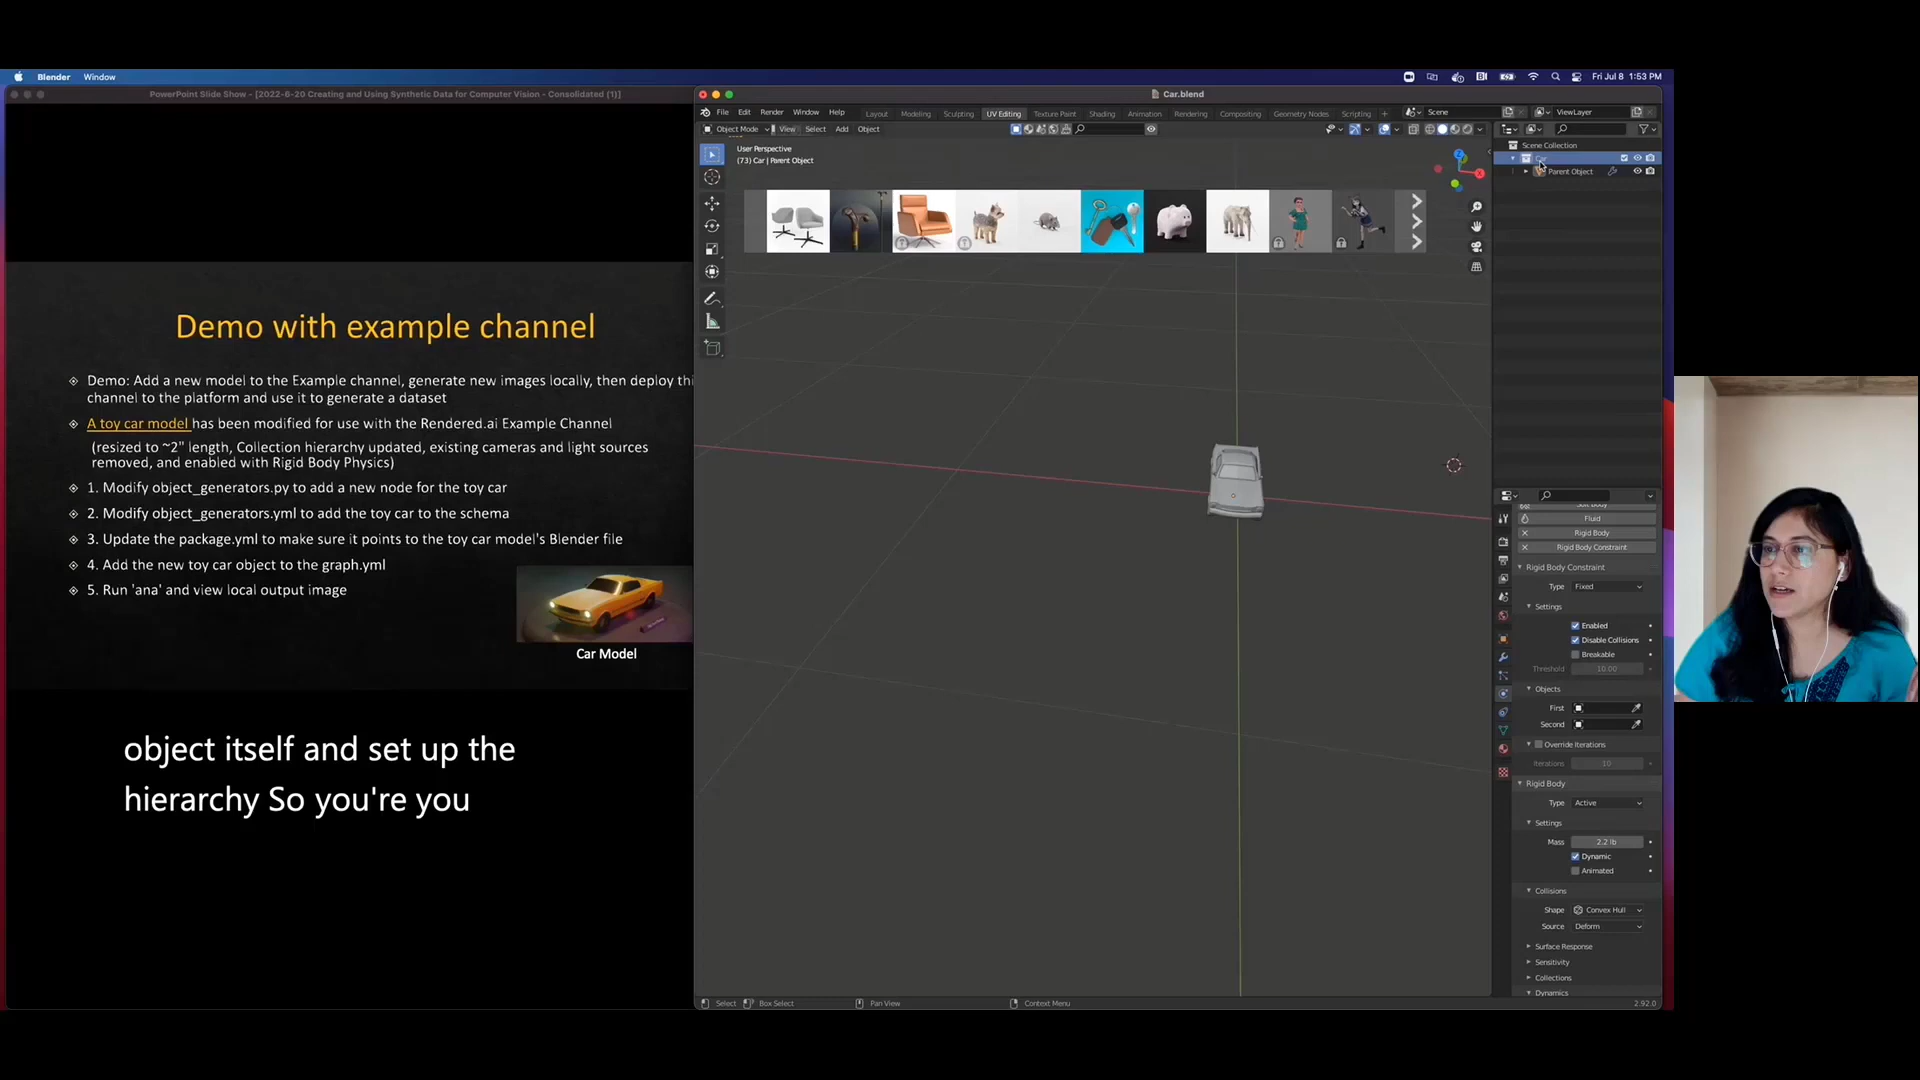 Blender Window
Fri Jul 8 1:53 PM
PowerPoint Slide Show - [2022-6-20 Creating and Using Synthetic Data for Computer Vision - Consolidated (1)]
Demo with example channel
Demo: Add a new model to the Example channel, generate new images locally, then deploy thi
channel to the platform and use it to generate a dataset
A toy car model has been modified for use with the Rendered.ai Example Channel
(resized to ~2" length, Collection hierarchy updated, existing cameras and light sources
removed, and enabled with Rigid Body Physics)
1. Modify object_generators.py to add a new node for the toy car
2. Modify object_generators.yml to add the toy car to the schema
3. Update the package.yml to make sure it points to the toy car model's Blender file
4. Add the new toy car object to the graph.yml
5. Run 'ana' and view local output image
Car Model
object itself and set up the
hierarchy So you're you
Car.blend
File Edit Render Window Help
Layout Modeling Sculpting UV Editing Texture Paint Shading Animation Rendering Compositing Geometry Nodes Scripting +
Scene
ViewLayer
Object Mode View Select Add Object
User Perspective
(73) Car | Parent Object
Scene Collection
Car
Parent Object
Fluid
Rigid Body
Rigid Body Constraint
Rigid Body Constraint
Type Fixed
Settings
Enabled
Disable Collisions
Breakable
Threshold 10.00
Objects
First
Second
Override Iterations
Iterations 10
Rigid Body
Type Active
Settings
Mass 2.2 lb
Dynamic
Animated
Collisions
Shape Convex Hull
Source Deform
Surface Response
Sensitivity
Collections
Dynamics
Select Box Select Pan View Context Menu
2.92.0